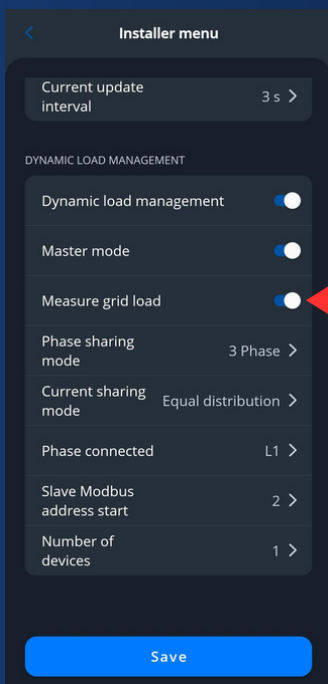 Installer menu
Current update
interval
3 s
DYNAMIC LOAD MANAGEMENT
Dynamic load management
Master mode
Measure grid load
Phase sharing
mode
3 Phase
Current sharing
mode
Equal distribution
Phase connected
L1
Slave Modbus
address start
2
Number of
devices
1
Save